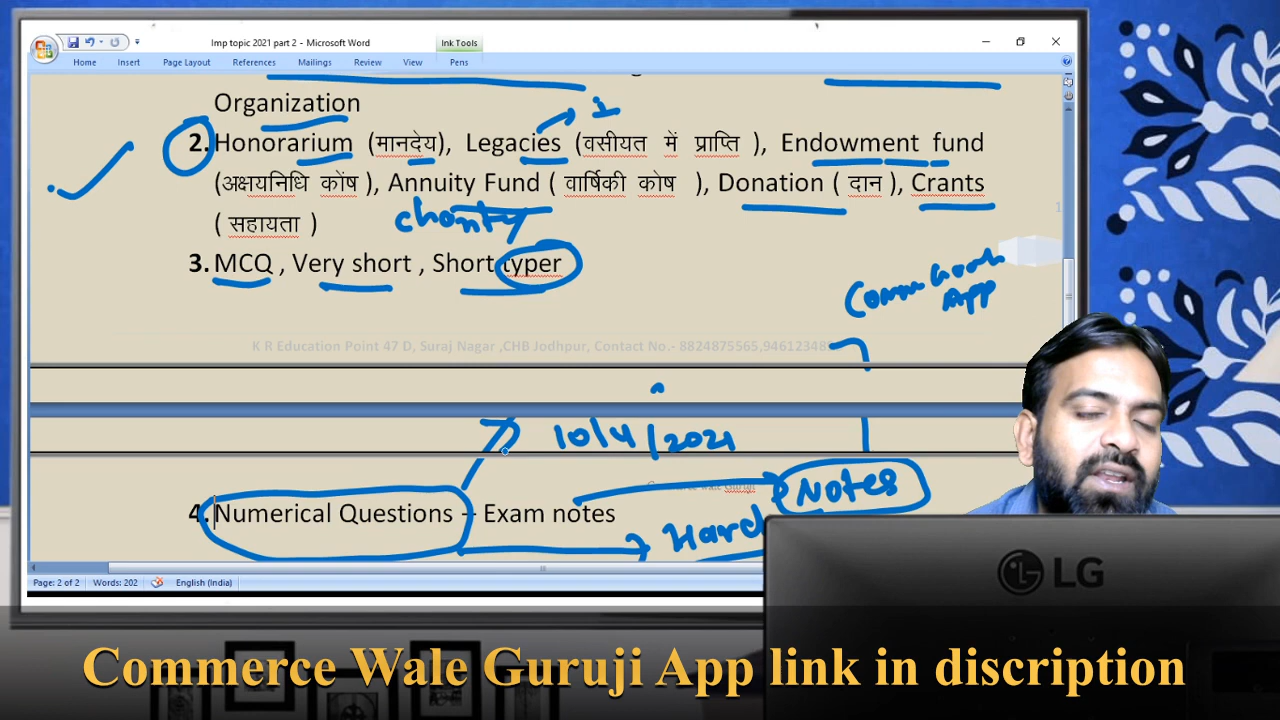 Imp topic 2021 part 2 - Microsoft Word
Ink Tools
Home Insert Page Layout References Mailings Review View Pens
Organization
2. Honorarium (मानदेय), Legacies (वसीयत में प्राप्ति ), Endowment fund
(अक्षयनिधि कोंष ), Annuity Fund ( वार्षिकी कोष ), Donation ( दान ), Crants
( सहायता )
charity
3. MCQ , Very short , Short typer
App
K R Education Point 47 D, Suraj Nagar ,CHB Jodhpur, Contact No.- 8824875565,946123485
10/4/2021
Commerce Wale Guruji
Notes
4. Numerical Questions – Exam notes
Hard
Page: 2 of 2 Words: 202 English (India)
LG
Commerce Wale Guruji App link in discription